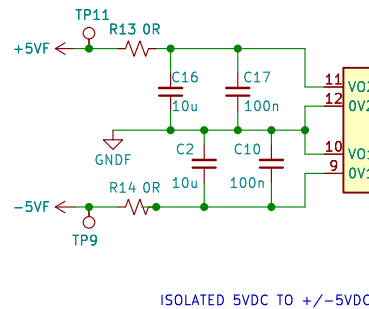 TP11
R13 0R
+5VF
C16
C17
11
VO2
10u
100n
12
0V2
GNDF
C2
C10
10
VO1
9
0V1
10u
100n
R14 0R
-5VF
TP9
ISOLATED 5VDC TO +/-5VDC